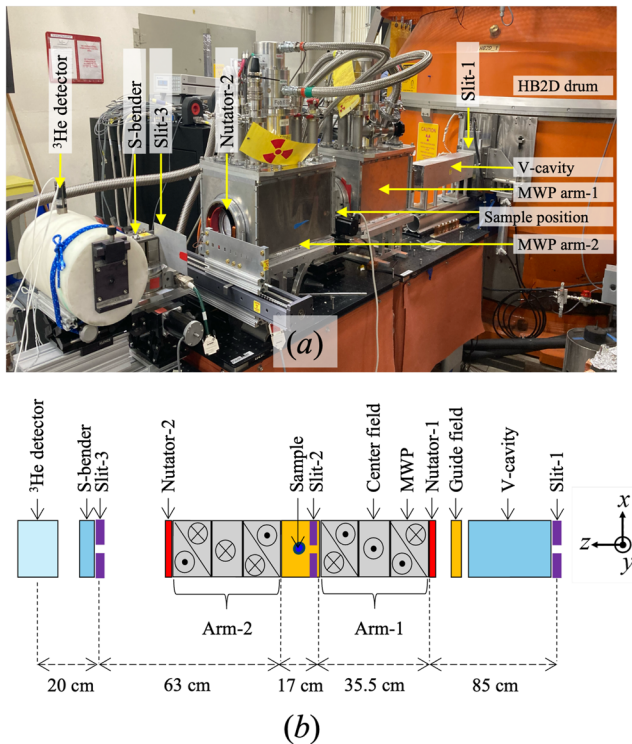 ³He detector
S-bender
Slit-3
Nutator-2
Slit-1
HB2D drum
V-cavity
MWP arm-1
Sample position
MWP arm-2
(a)
³He detector
S-bender
Slit-3
Nutator-2
Sample
Slit-2
Center field
MWP
Nutator-1
Guide field
V-cavity
Slit-1
x
z
y
Arm-2
Arm-1
20 cm
63 cm
17 cm
35.5 cm
85 cm
(b)